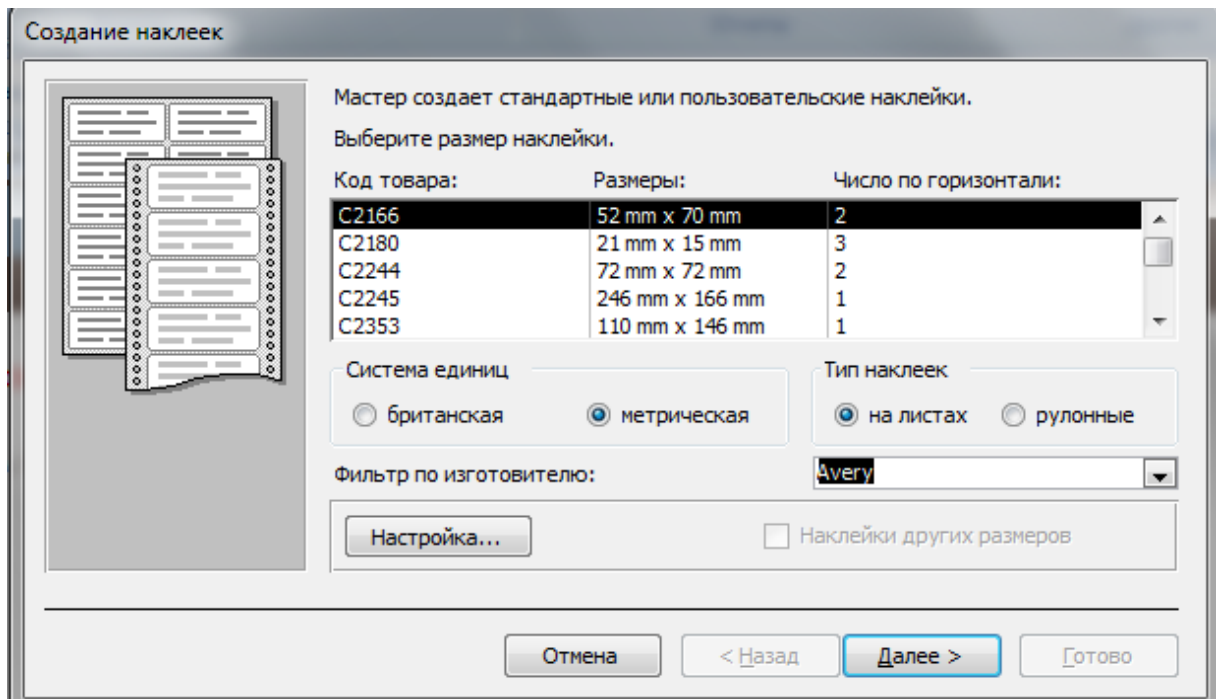 Создание наклеек
Мастер создает стандартные или пользовательские наклейки.
Выберите размер наклейки.
Код товара: Размеры: Число по горизонтали:
C2166 52 mm x 70 mm 2
C2180 21 mm x 15 mm 3
C2244 72 mm x 72 mm 2
C2245 246 mm x 166 mm 1
C2353 110 mm x 146 mm 1
Система единиц Тип наклеек
британская метрическая на листах рулонные
Фильтр по изготовителю: Avery
Настройка... Наклейки других размеров
Отмена < Назад Далее > Готово